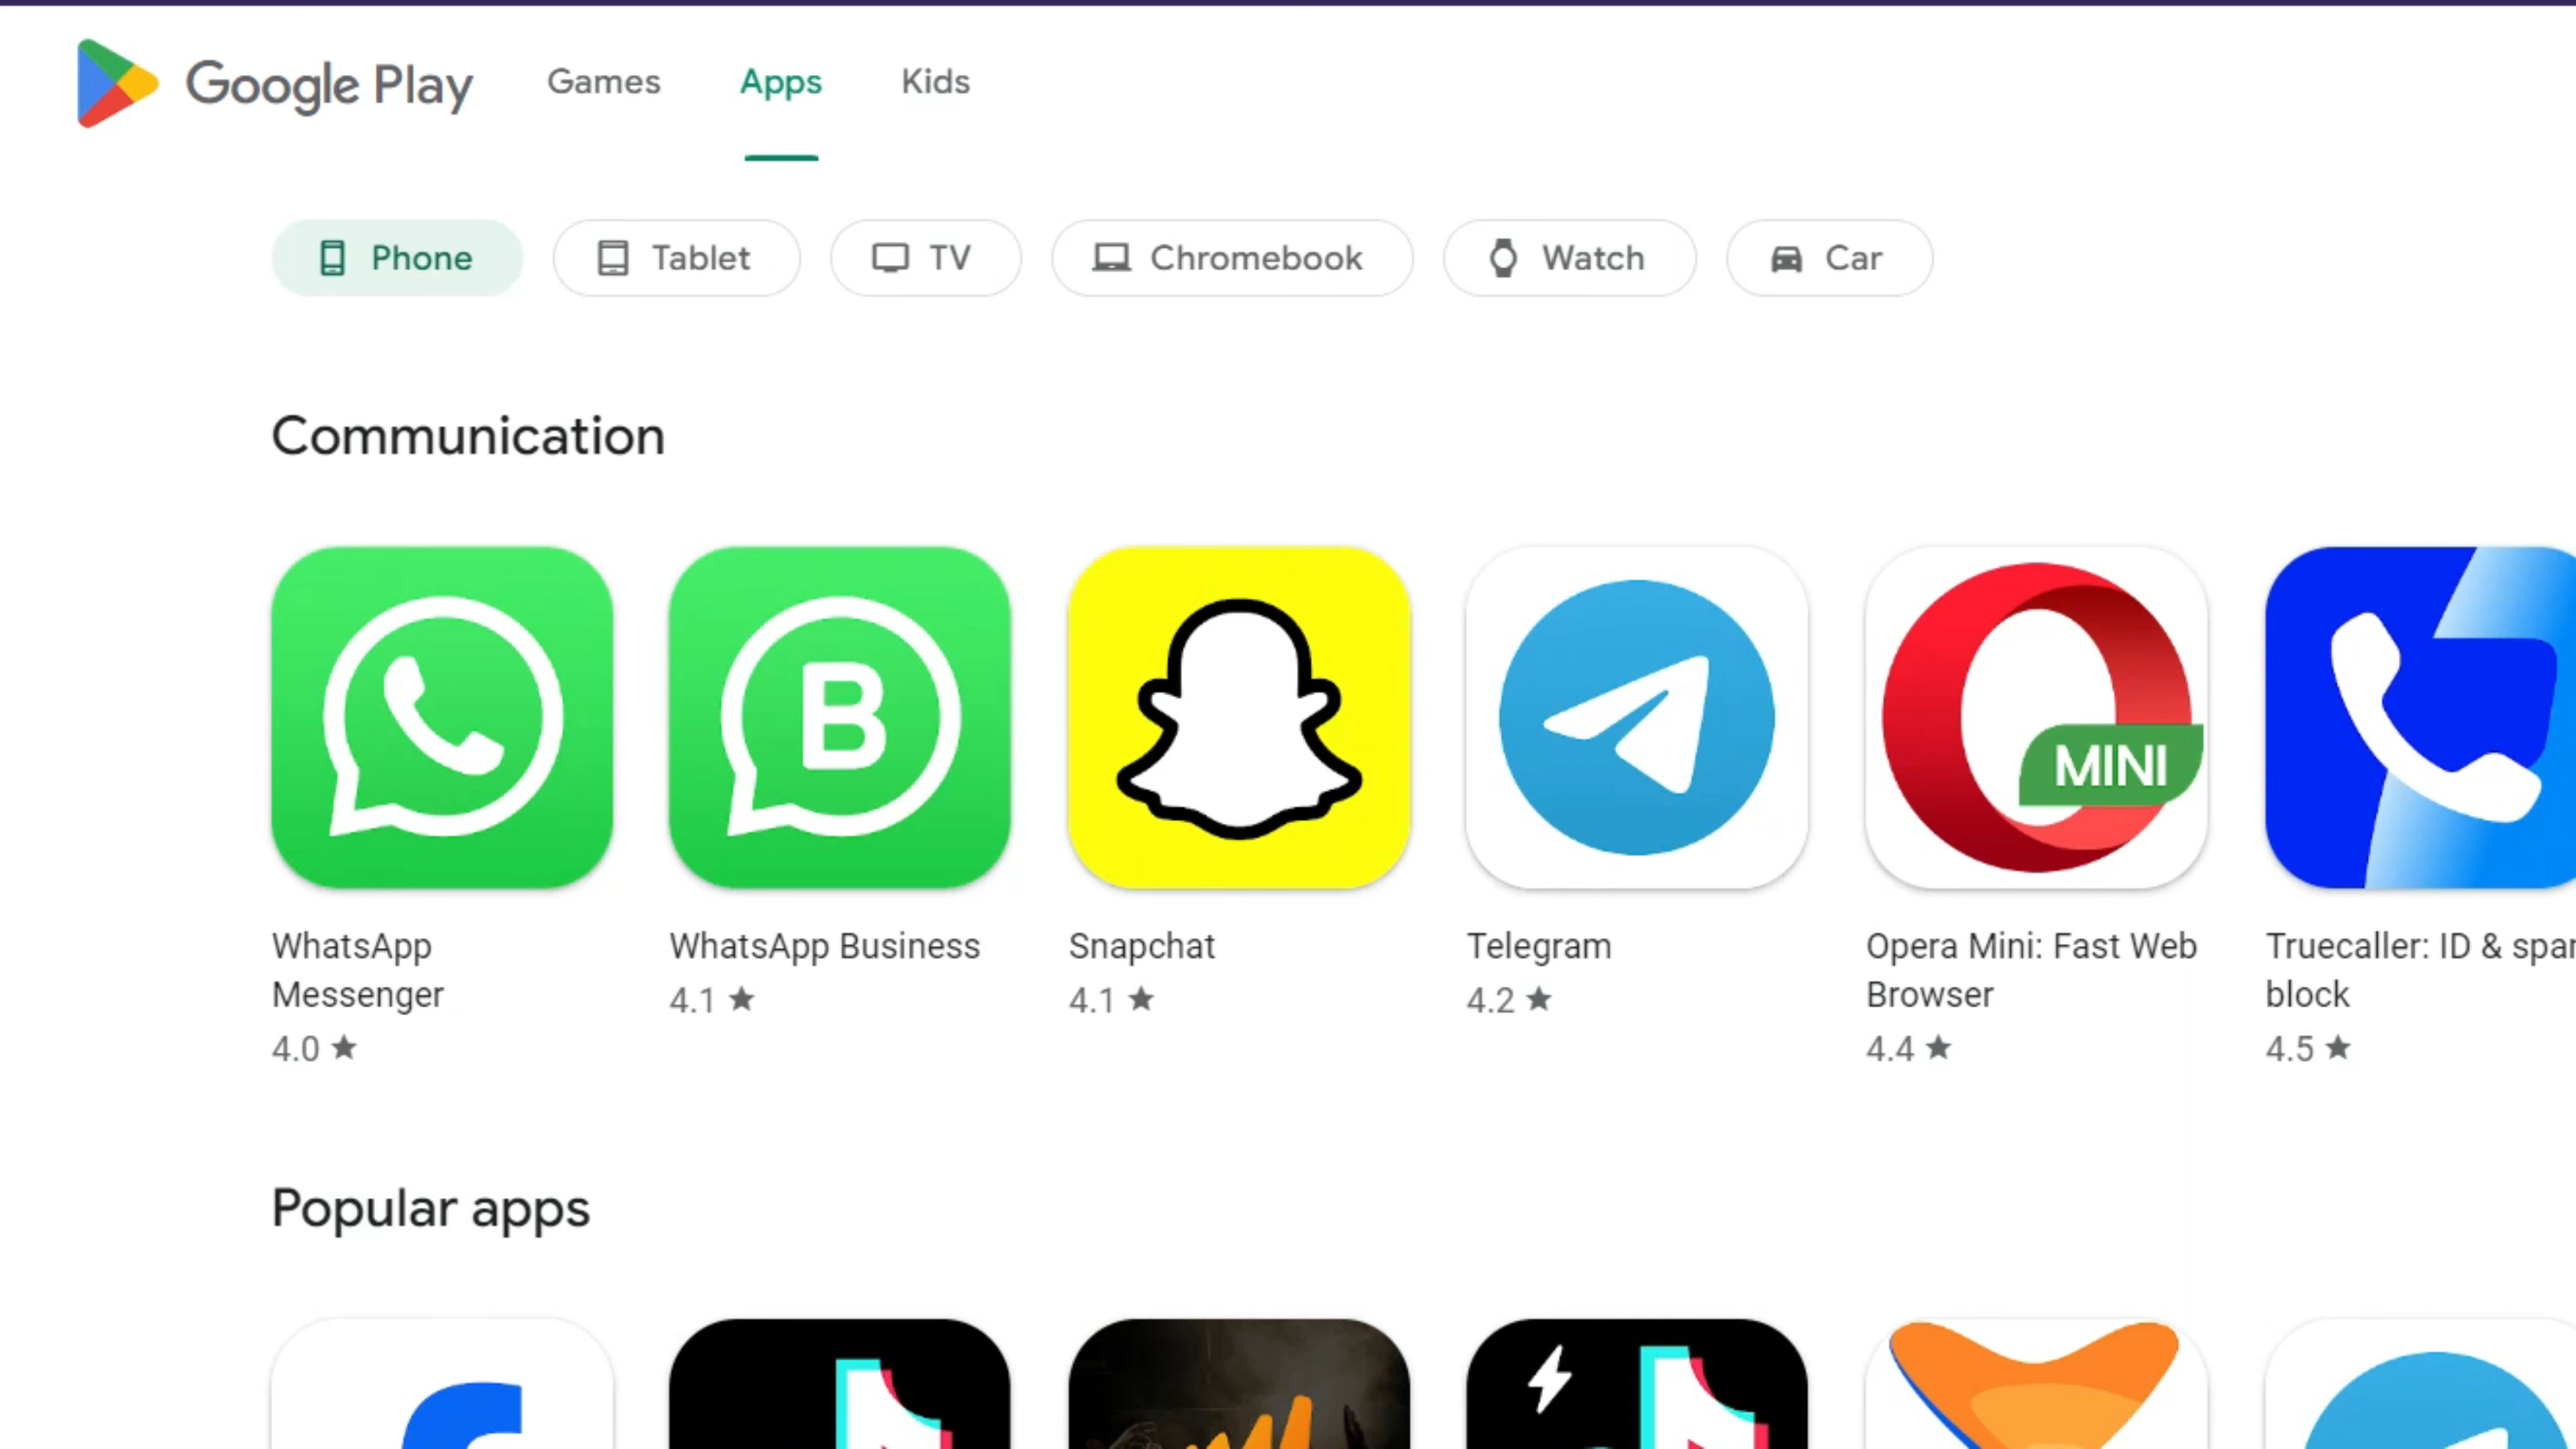 Google Play Games Apps Kids
Phone Tablet TV Chromebook Watch Car
Communication
B
MINI
WhatsApp
Messenger
4.0 ★
WhatsApp Business
4.1 ★
Snapchat
4.1 ★
Telegram
4.2 ★
Opera Mini: Fast Web
Browser
4.4 ★
Truecaller: ID &
block
4.5 ★
Popular apps